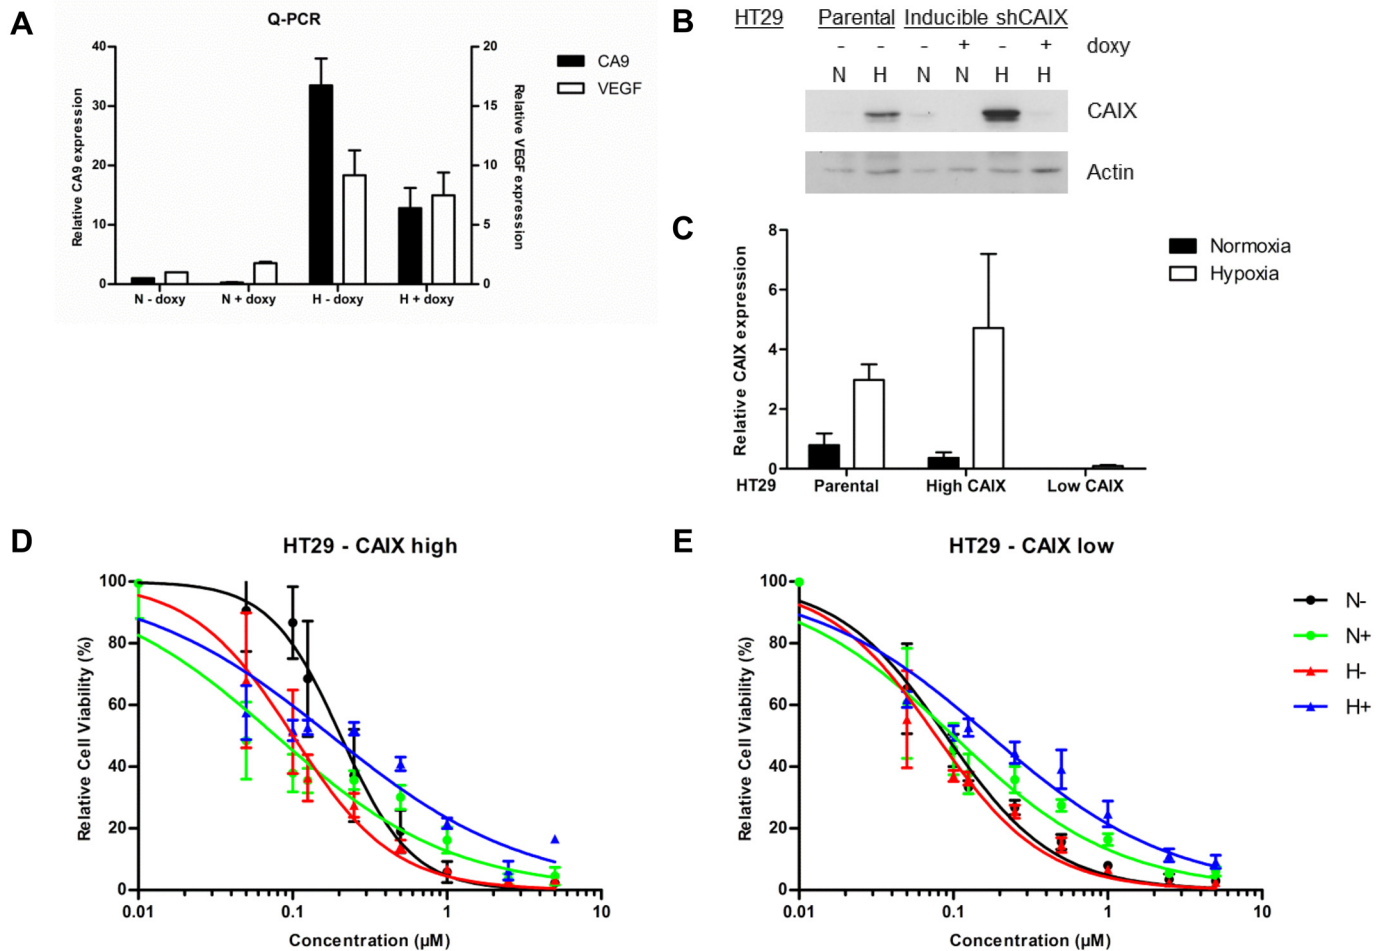 A
Q-PCR
40
30
20
10
0
Relative CA9 expression
20
15
10
5
0
Relative VEGF expression
N - doxy
N + doxy
H - doxy
H + doxy
CA9
VEGF
B
HT29
Parental
Inducible shCAIX
- - - + - + doxy
N H N N H H
CAIX
Actin
C
8
6
4
2
0
Relative CAIX expression
HT29
Parental
High CAIX
Low CAIX
Normoxia
Hypoxia
D
HT29 - CAIX high
100
80
60
40
20
0
Relative Cell Viability (%)
0.01
0.1
1
10
Concentration (µM)
E
HT29 - CAIX low
100
80
60
40
20
0
Relative Cell Viability (%)
0.01
0.1
1
10
Concentration (µM)
N-
N+
H-
H+